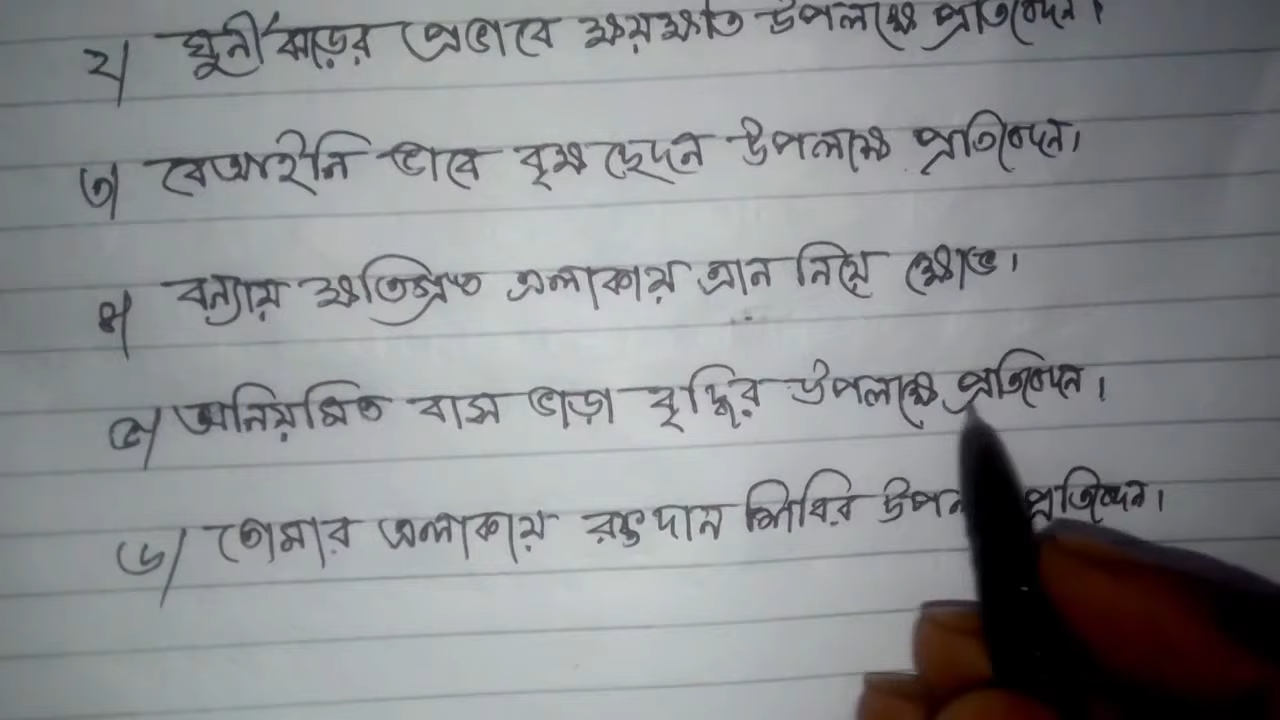 ২। ঘুর্নীঝড়ের প্রভাবে ক্ষয়ক্ষতি উপলক্ষে প্রতিবেদন।
৩। বেআইনি ভাবে বৃক্ষ ছেদন উপলক্ষে প্রতিবেদন।
৪। বন্যায় ক্ষতিগ্রস্ত এলাকায় ত্রান নিয়ে ক্ষোভ।
৫। অনিয়মিত বাস ভাড়া বৃদ্ধির উপলক্ষে প্রতিবেদন।
৬। তোমার এলাকায় রক্তদান শিবির উপল প্রতিবেদন।